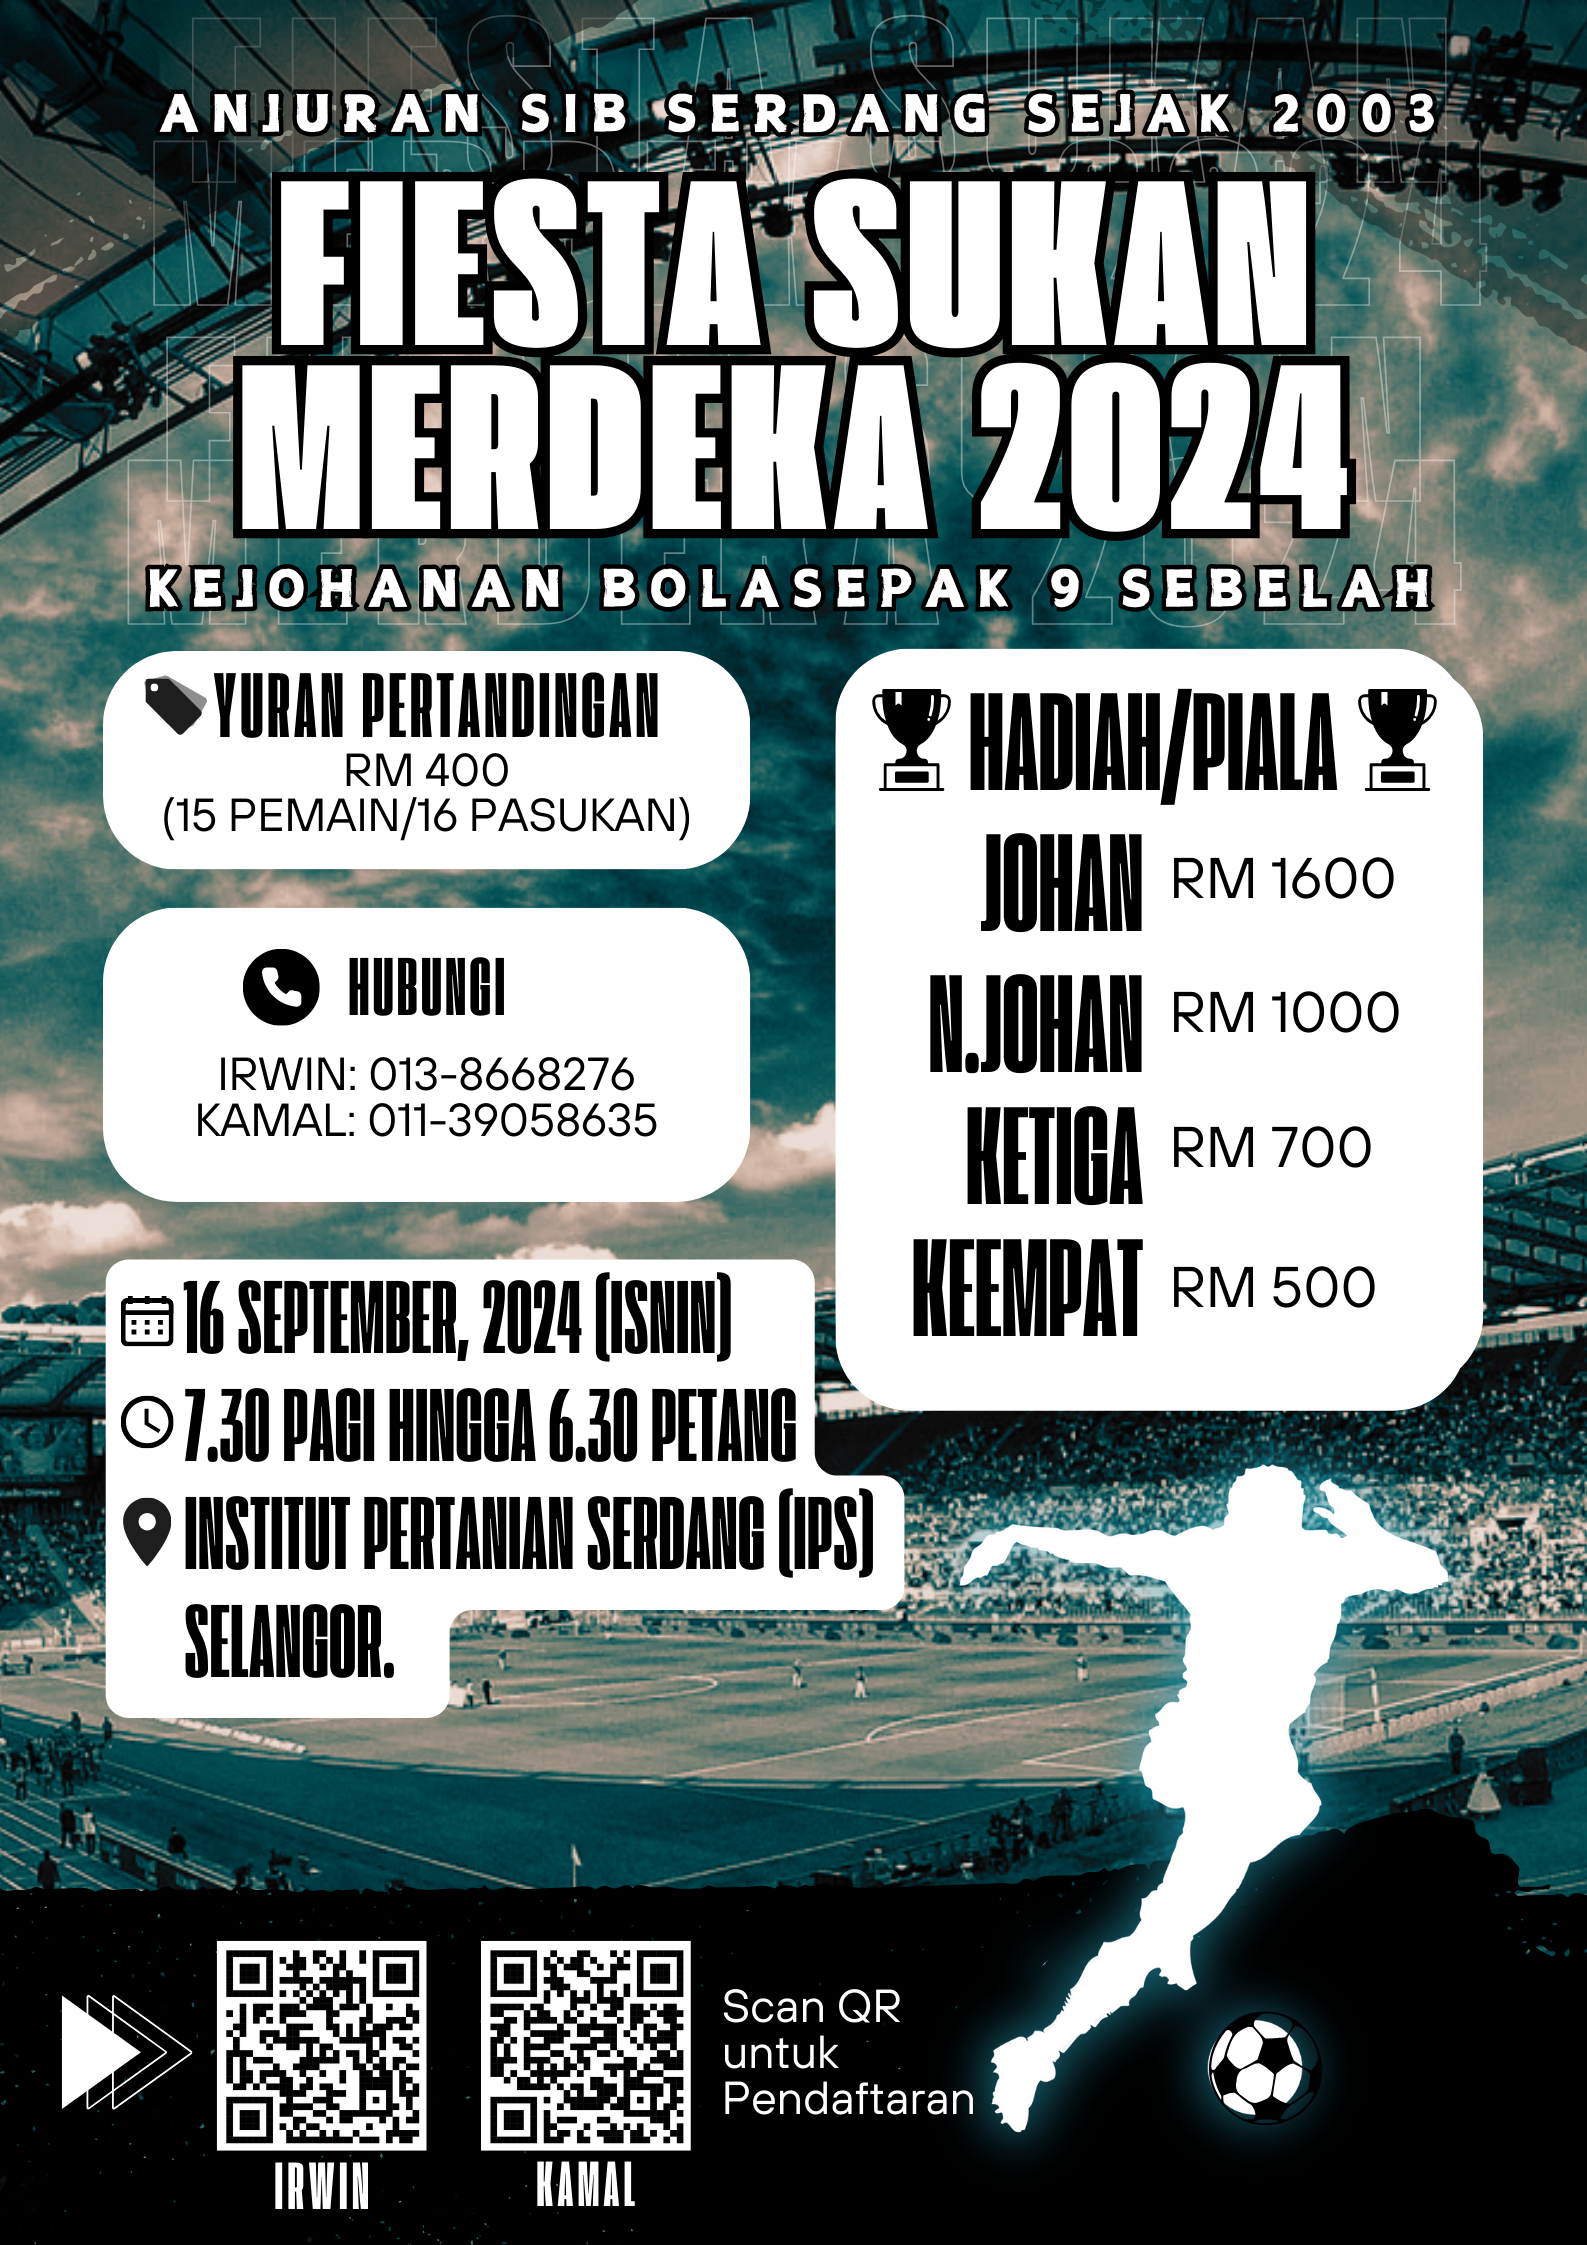 ANJURAN SIB SERDANG SEJAK 2003
FIESTA SUKAN
MERDEKA 2024
KEJOHANAN BOLASEPAK 9 SEBELAH
YURAN PERTANDINGAN
RM 400
(15 PEMAIN/16 PASUKAN)
HUBUNGI
IRWIN: 013-8668276
KAMAL: 011-39058635
HADIAH/PIALA
JOHAN RM 1600
N.JOHAN RM 1000
KETIGA RM 700
KEEMPAT RM 500
16 SEPTEMBER, 2024 (ISNIN)
7.30 PAGI HINGGA 6.30 PETANG
INSTITUT PERTANIAN SERDANG (IPS)
SELANGOR.
IRWIN
KAMAL
Scan QR
untuk
Pendaftaran